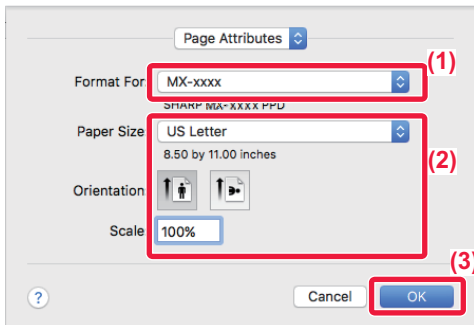 Page Attributes
(1)
Format For: MX-xxxx
SHARP MX-xxxx PPD
Paper Size: US Letter
8.50 by 11.00 inches
(2)
Orientation:
Scale: 100%
(3)
? Cancel OK